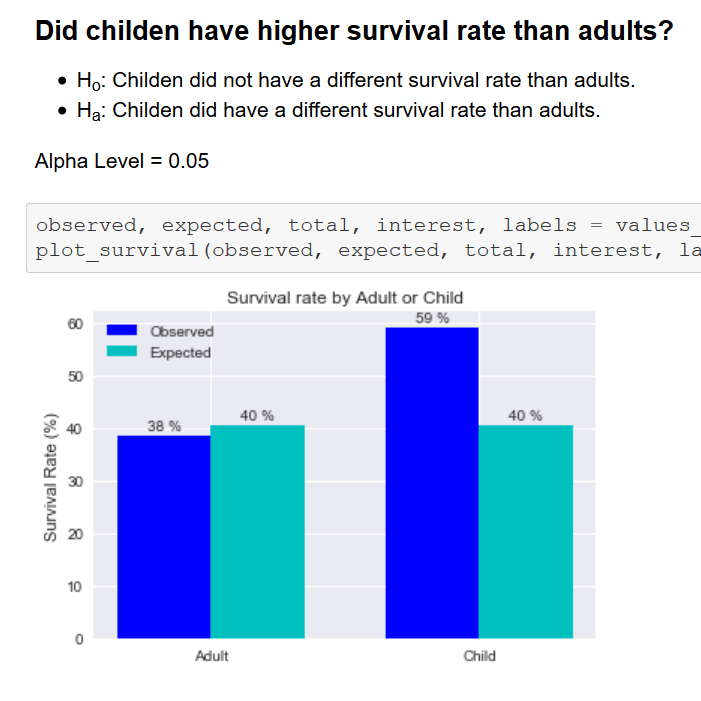 Did childen have higher survival rate than adults?
• H₀: Childen did not have a different survival rate than adults.
• Hₐ: Childen did have a different survival rate than adults.
Alpha Level = 0.05
observed, expected, total, interest, labels = values_
plot_survival(observed, expected, total, interest, la
Survival rate by Adult or Child
Observed
Expected
Survival Rate (%)
60
50
40
30
20
10
0
38 %
40 %
59 %
40 %
Adult
Child